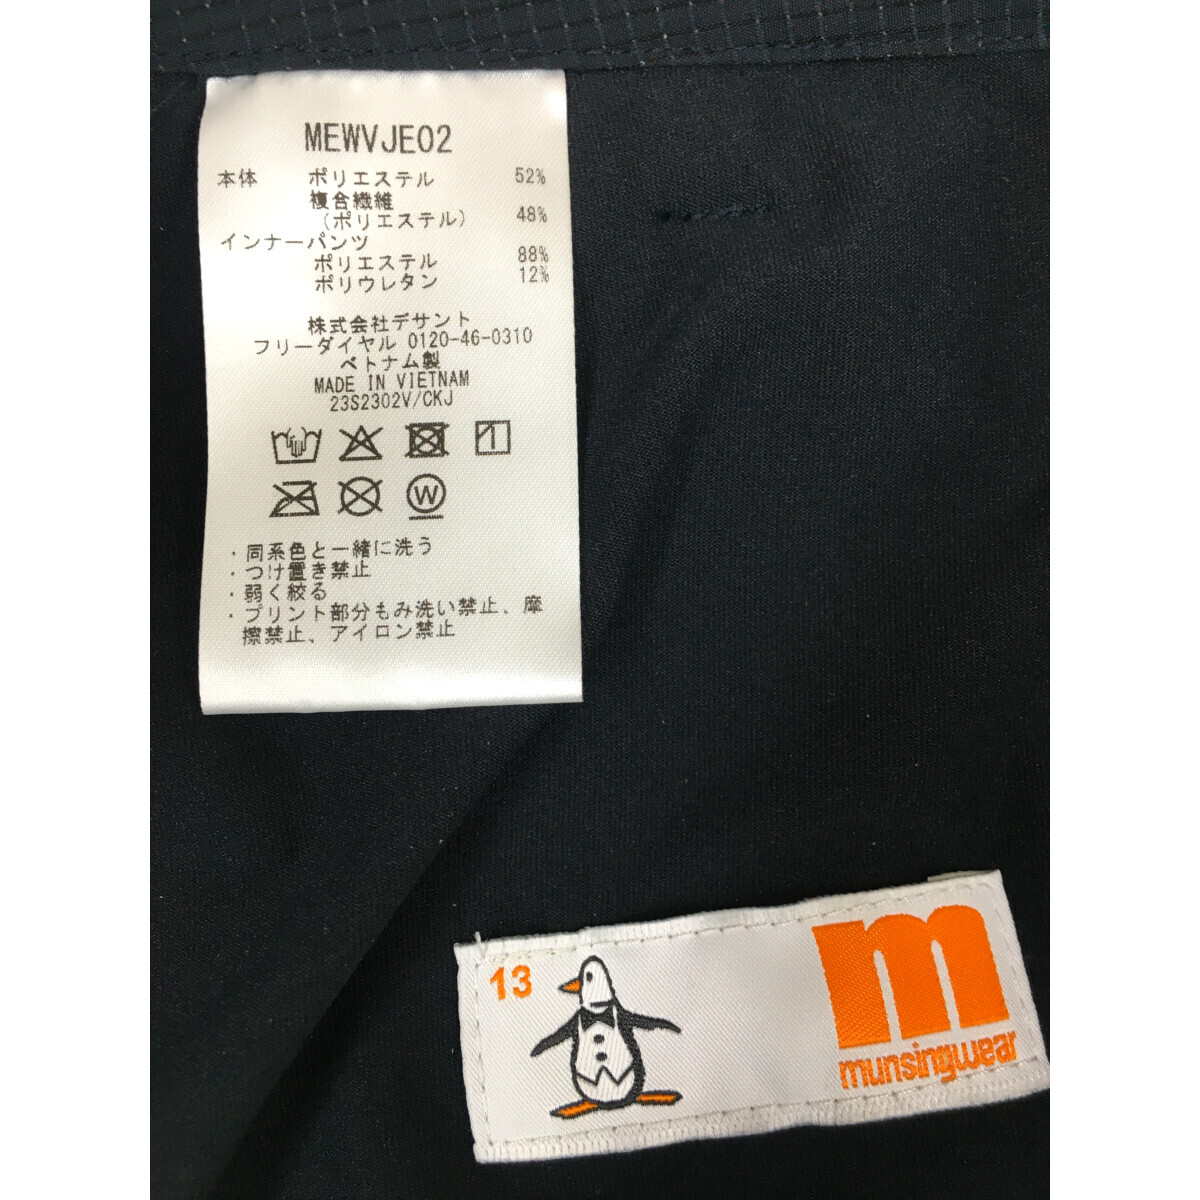 MEWVJE02
本体 ポリエステル 52%
複合繊維
(ポリエステル) 48%
インナーパンツ
ポリエステル 88%
ポリウレタン 12%
株式会社デサント
フリーダイヤル 0120-46-0310
ベトナム製
MADE IN VIETNAM
23S2302V/CKJ
1
W
・同系色と一緒に洗う
・つけ置き禁止
・弱く絞る
・プリント部分もみ洗い禁止、摩
擦禁止、アイロン禁止
13
m
munsingwear